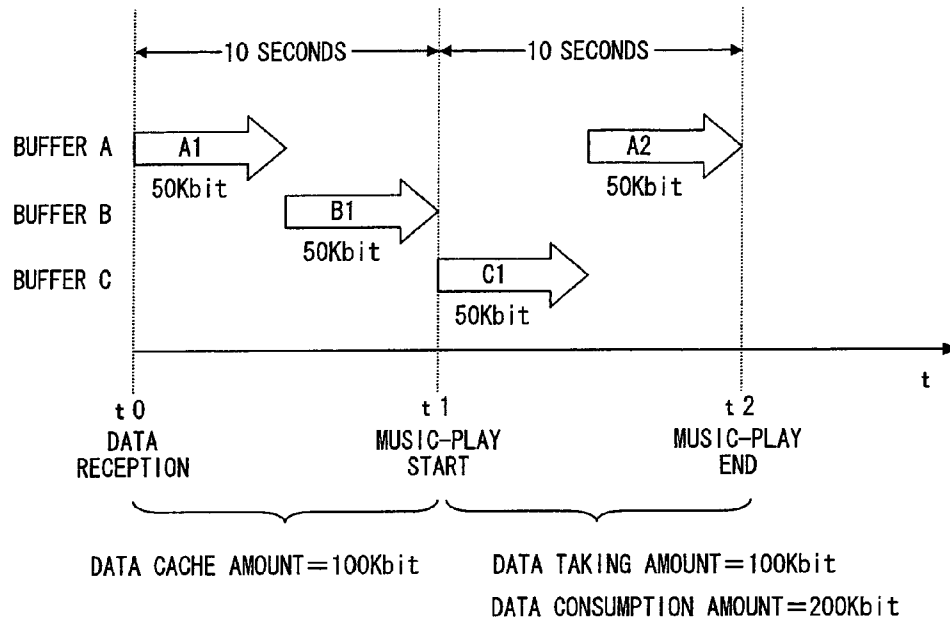 10 SECONDS
10 SECONDS
BUFFER A
A1
A2
50Kbit
50Kbit
BUFFER B
B1
50Kbit
BUFFER C
C1
50Kbit
t
t0
t1
t2
DATA
RECEPTION
MUSIC-PLAY
START
MUSIC-PLAY
END
DATA CACHE AMOUNT=100Kbit
DATA TAKING AMOUNT=100Kbit
DATA CONSUMPTION AMOUNT=200Kbit